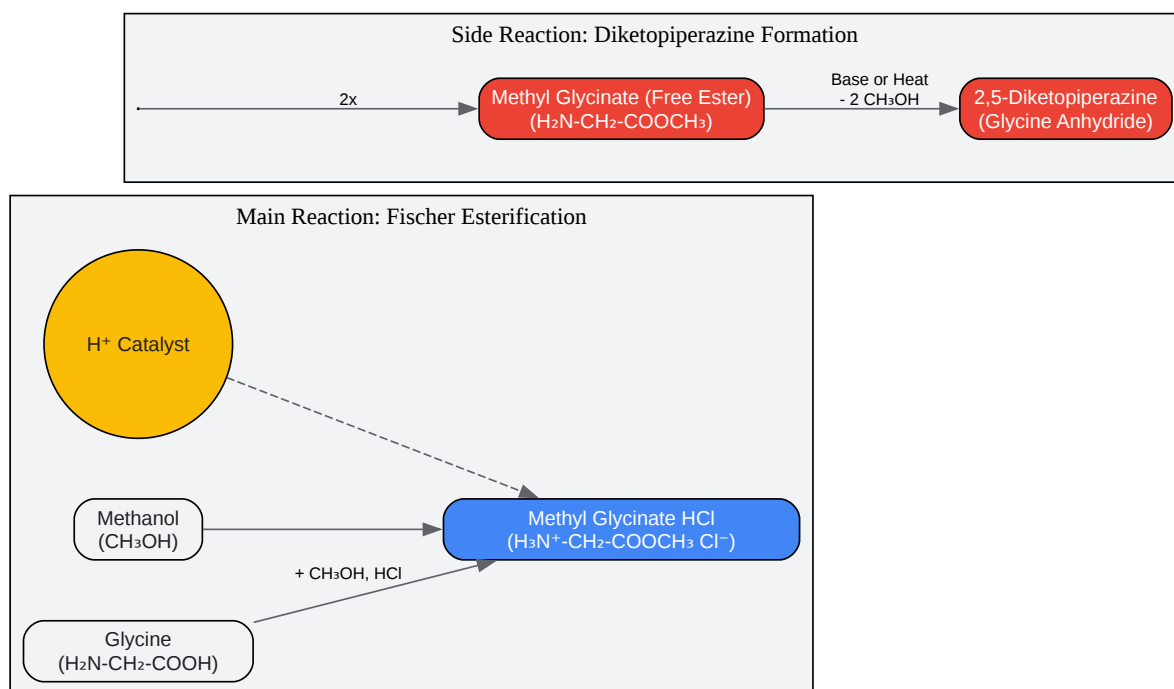 Side Reaction: Diketopiperazine Formation
2x
Methyl Glycinate (Free Ester)
(H₂N-CH₂-COOCH₃)
Base or Heat
- 2 CH₃OH
2,5-Diketopiperazine
(Glycine Anhydride)
Main Reaction: Fischer Esterification
H⁺ Catalyst
Methanol
(CH₃OH)
Methyl Glycinate HCl
(H₃N⁺-CH₂-COOCH₃ Cl⁻)
+ CH₃OH, HCl
Glycine
(H₂N-CH₂-COOH)